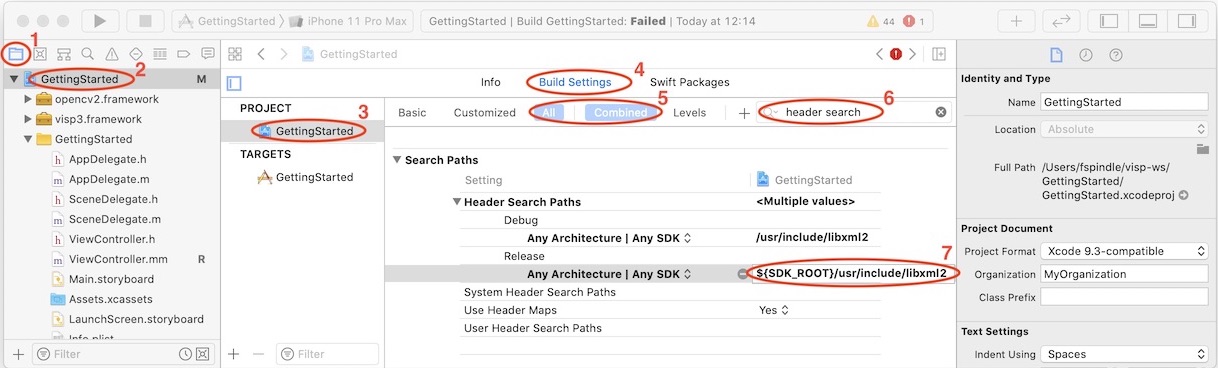 GettingStarted
iPhone 11 Pro Max
GettingStarted | Build GettingStarted: Failed | Today at 12:14
44
1
1
GettingStarted
M
2
opencv2.framework
visp3.framework
GettingStarted
AppDelegate.h
AppDelegate.m
SceneDelegate.h
SceneDelegate.m
ViewController.h
ViewController.mm
R
Main.storyboard
Assets.xcassets
LaunchScreen.storyboard
Info.plist
Filter
GettingStarted
Info
Build Settings
4
Swift Packages
PROJECT
3
GettingStarted
TARGETS
GettingStarted
Filter
Basic
Customized
All
Combined
5
Levels
header search
6
Search Paths
Setting
GettingStarted
Header Search Paths
<Multiple values>
Debug
Any Architecture | Any SDK
/usr/include/libxml2
Release
7
Any Architecture | Any SDK
${SDK_ROOT}/usr/include/libxml2
System Header Search Paths
Use Header Maps
Yes
User Header Search Paths
Identity and Type
Name
GettingStarted
Location
Absolute
Full Path
/Users/fspindle/visp-ws/
GettingStarted/
GettingStarted.xcodeproj
Project Document
Project Format
Xcode 9.3-compatible
Organization
MyOrganization
Class Prefix
Text Settings
Indent Using
Spaces